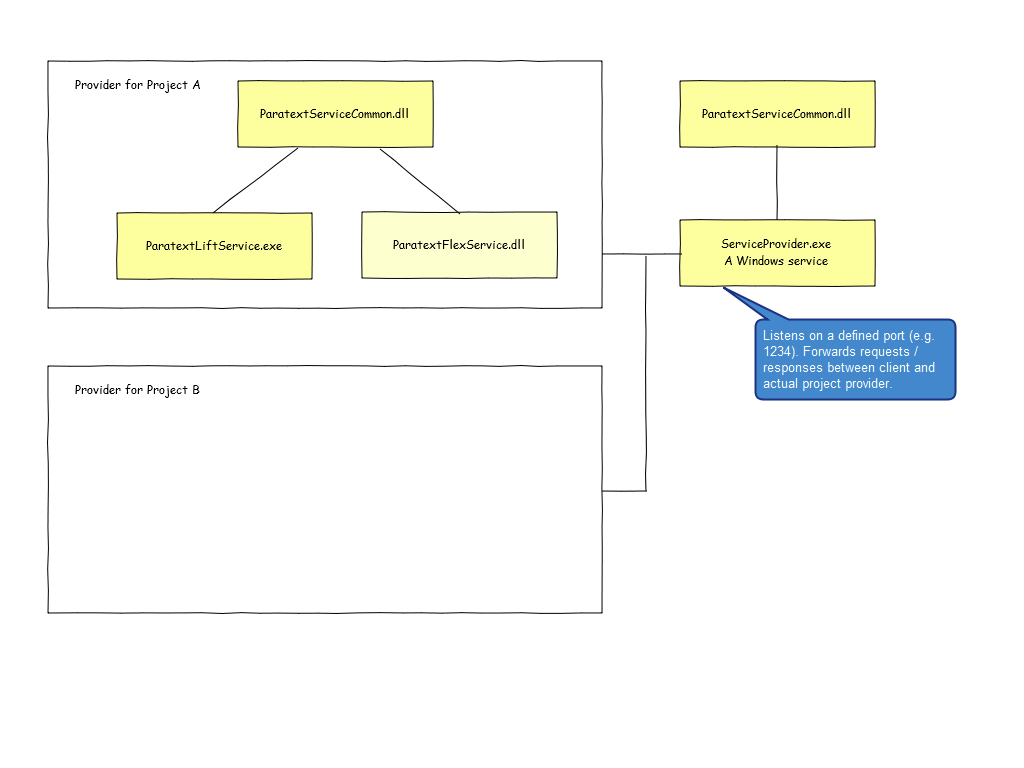 Provider for Project A
ParatextServiceCommon.dll
ParatextServiceCommon.dll
ParatextLiftService.exe
ParatextFlexService.dll
ServiceProvider.exe
A Windows service
Listens on a defined port (e.g.
1234). Forwards requests /
responses between client and
actual project provider.
Provider for Project B